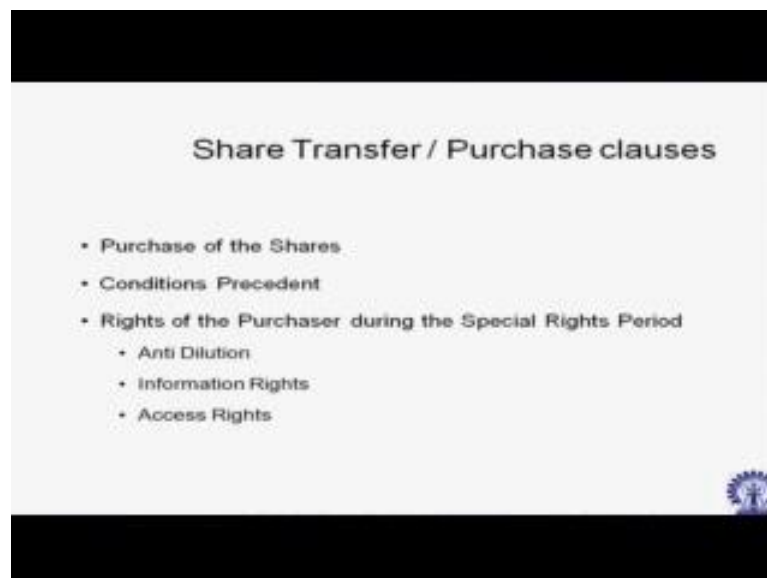 Share Transfer / Purchase clauses
• Purchase of the Shares
• Conditions Precedent
• Rights of the Purchaser during the Special Rights Period
• Anti Dilution
• Information Rights
• Access Rights